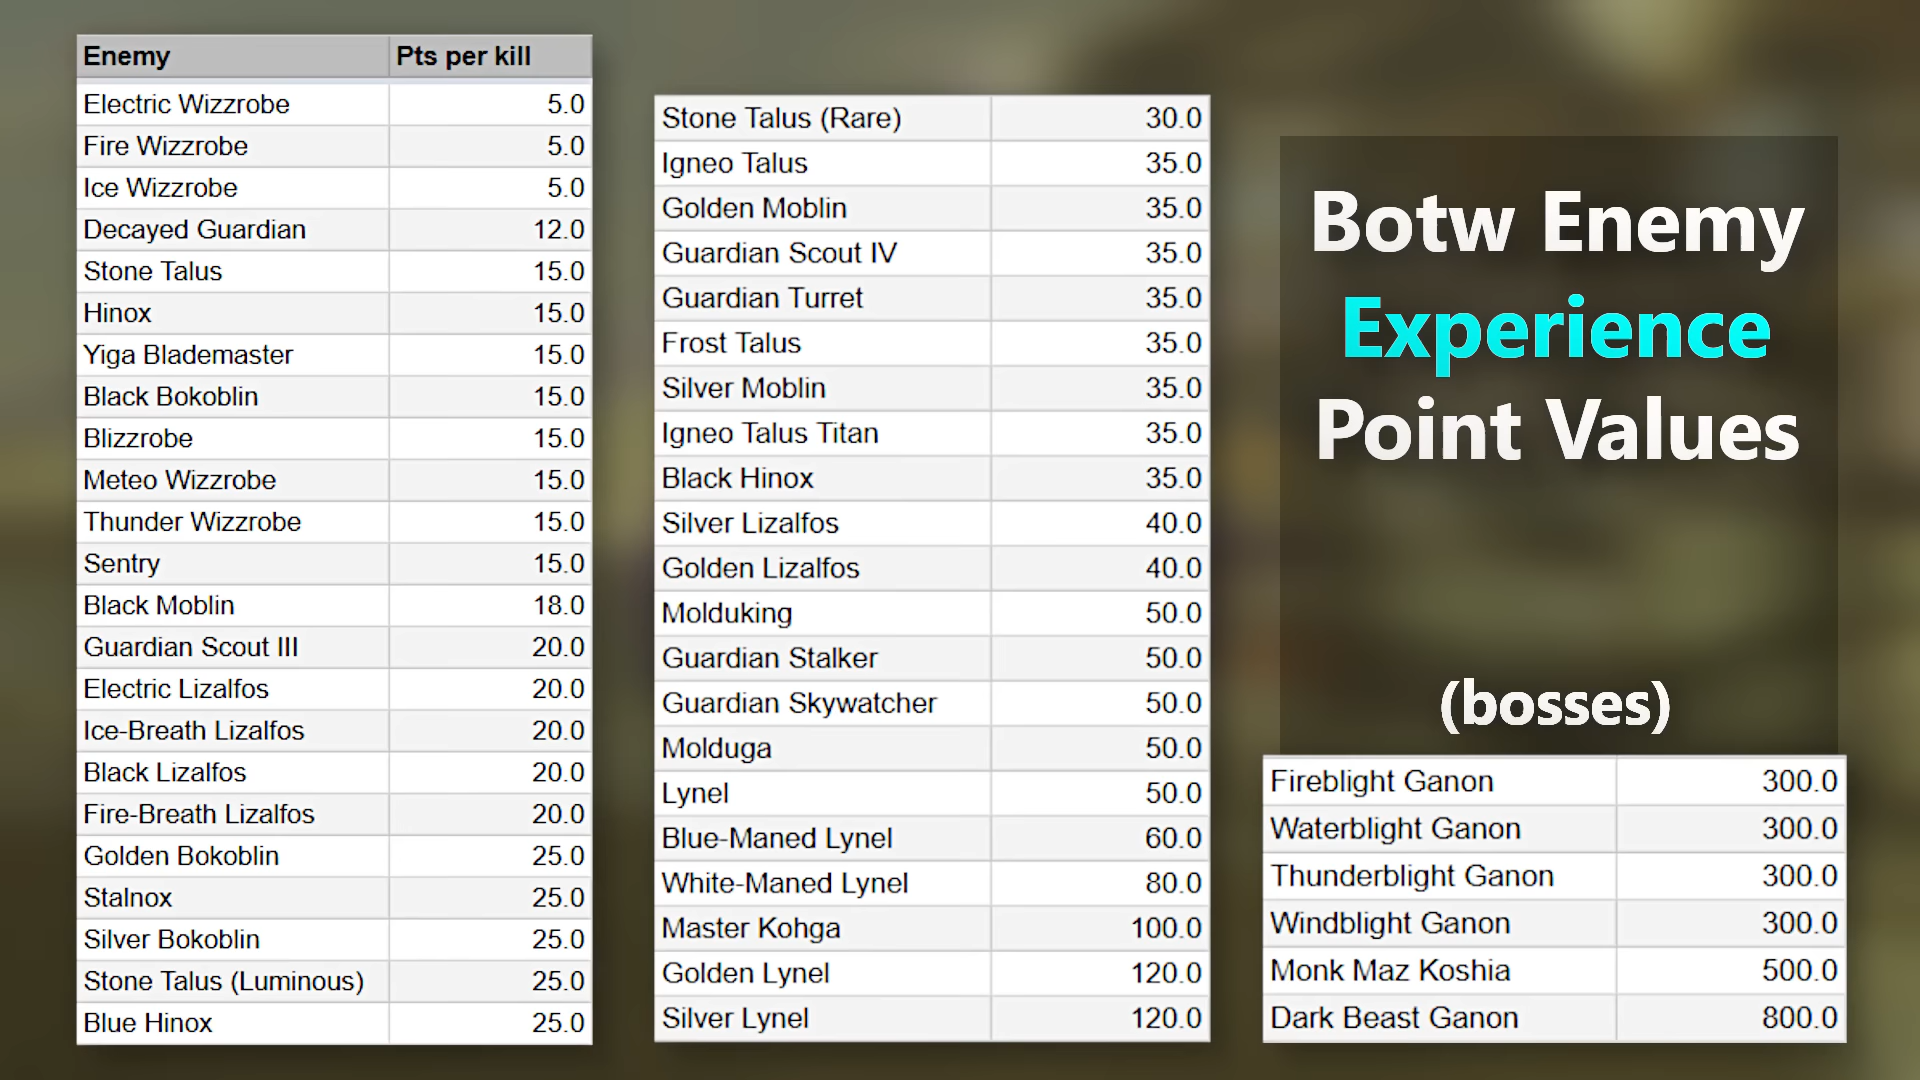 Enemy Pts per kill
Electric Wizzrobe 5.0
Fire Wizzrobe 5.0
Ice Wizzrobe 5.0
Decayed Guardian 12.0
Stone Talus 15.0
Hinox 15.0
Yiga Blademaster 15.0
Black Bokoblin 15.0
Blizzrobe 15.0
Meteo Wizzrobe 15.0
Thunder Wizzrobe 15.0
Sentry 15.0
Black Moblin 18.0
Guardian Scout III 20.0
Electric Lizalfos 20.0
Ice-Breath Lizalfos 20.0
Black Lizalfos 20.0
Fire-Breath Lizalfos 20.0
Golden Bokoblin 25.0
Stalnox 25.0
Silver Bokoblin 25.0
Stone Talus (Luminous) 25.0
Blue Hinox 25.0
Stone Talus (Rare) 30.0
Igneo Talus 35.0
Golden Moblin 35.0
Guardian Scout IV 35.0
Guardian Turret 35.0
Frost Talus 35.0
Silver Moblin 35.0
Igneo Talus Titan 35.0
Black Hinox 35.0
Silver Lizalfos 40.0
Golden Lizalfos 40.0
Molduking 50.0
Guardian Stalker 50.0
Guardian Skywatcher 50.0
Molduga 50.0
Lynel 50.0
Blue-Maned Lynel 60.0
White-Maned Lynel 80.0
Master Kohga 100.0
Golden Lynel 120.0
Silver Lynel 120.0
Botw Enemy
Experience
Point Values
(bosses)
Fireblight Ganon 300.0
Waterblight Ganon 300.0
Thunderblight Ganon 300.0
Windblight Ganon 300.0
Monk Maz Koshia 500.0
Dark Beast Ganon 800.0